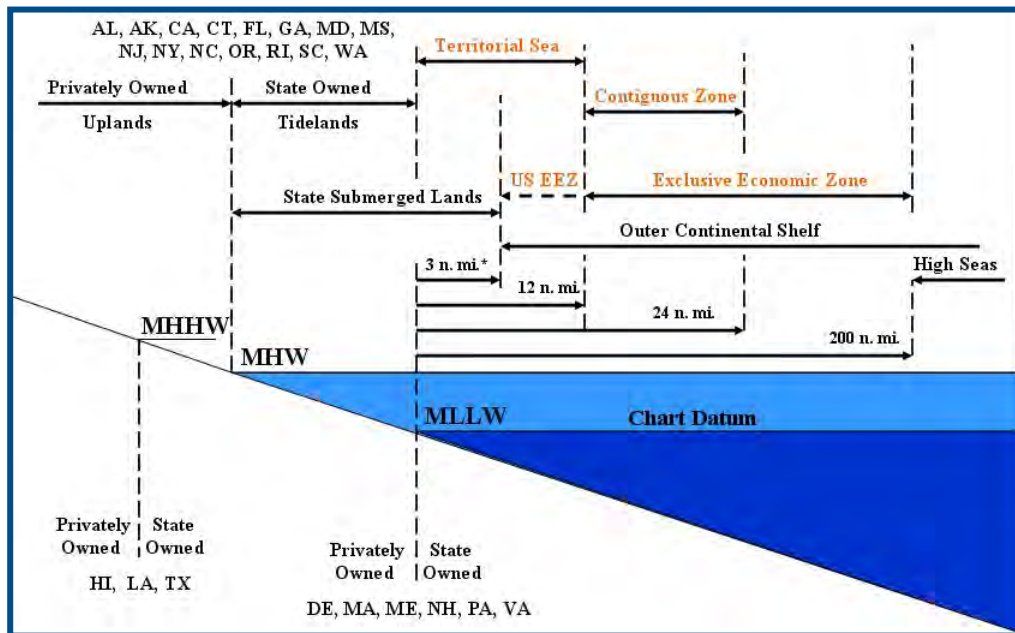 AL, AK, CA, CT, FL, GA, MD, MS,
NJ, NY, NC, OR, RI, SC, WA
Territorial Sea
Privately Owned
Uplands
State Owned
Tidelands
Contignous Zone
US EEZ
Exclusive Economic Zone
State Submerged Lands
Outer Continental Shelf
3 n. mi.*
High Seas
12 n. mi.
24 n. mi.
200 n. mi.
MHHW
MHW
MLLW
Chart Datum
Privately
Owned
State
Owned
HI, LA, TX
Privately
Owned
State
Owned
DE, MA, ME, NH, PA, VA